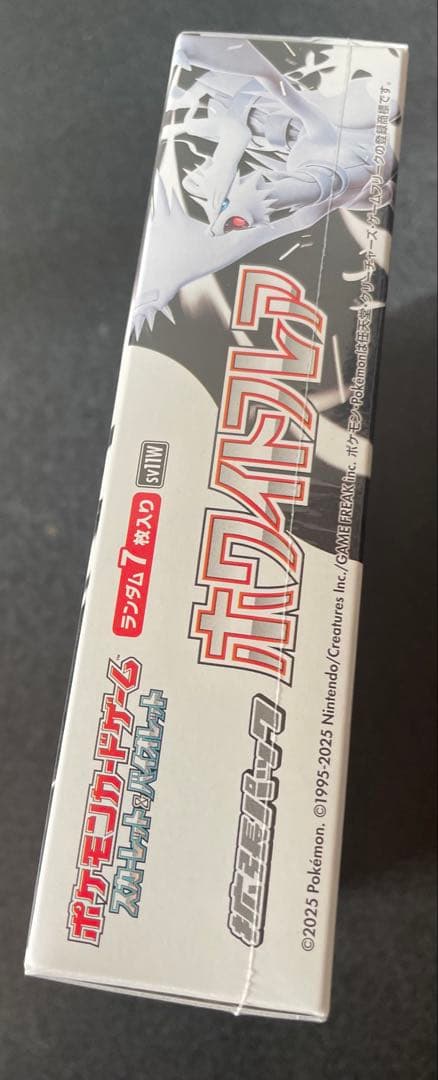 ポケモンカードゲーム™
スカーレット&バイオレット
ランダム7枚入り
sv11W
拡張パック
ホワイトフレア
©2025 Pokémon. ©1995-2025 Nintendo/Creatures Inc./GAME FREAK inc. ポケモン・Pokémonは任天堂・クリーチャーズ・ゲームフリークの登録商標です。